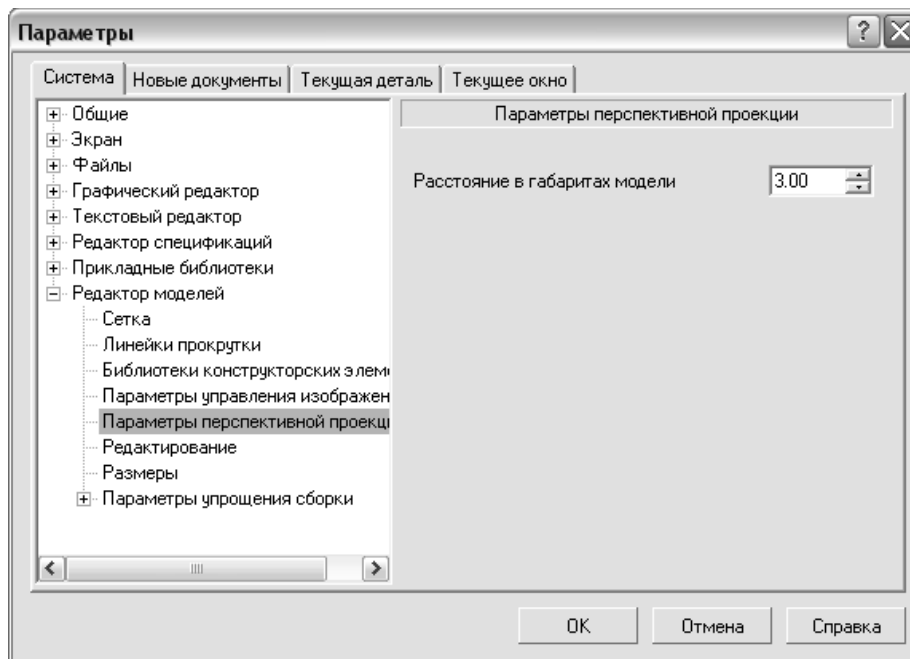 Параметры
Система
Новые документы
Текущая деталь
Текущее окно
Общие
Экран
Файлы
Графический редактор
Текстовый редактор
Редактор спецификаций
Прикладные библиотеки
Редактор моделей
Сетка
Линейки прокрутки
Библиотеки конструкторских элем
Параметры управления изображен
Параметры перспективной проекц
Редактирование
Размеры
Параметры упрощения сборки
Параметры перспективной проекции
Расстояние в габаритах модели 3.00
OK
Отмена
Справка